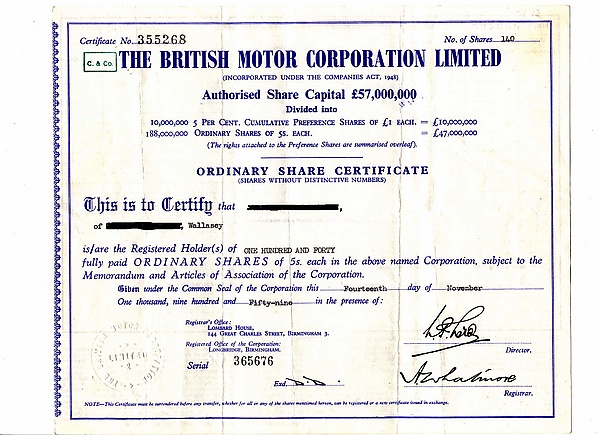 Certificate No. 355268
No. of Shares 140
C. & Co.
THE BRITISH MOTOR CORPORATION LIMITED
(INCORPORATED UNDER THE COMPANIES ACT, 1948)
Authorised Share Capital £57,000,000
Divided into
10,000,000 5 PER CENT. CUMULATIVE PREFERENCE SHARES OF £1 EACH. = £10,000,000
188,000,000 ORDINARY SHARES OF 5s. EACH. = £47,000,000
(The rights attached to the Preference Shares are summarised overleaf).
ORDINARY SHARE CERTIFICATE
(SHARES WITHOUT DISTINCTIVE NUMBERS)
This is to Certify that ,
of , Wallasey
is/are the Registered Holder(s) of ONE HUNDRED AND FORTY
fully paid ORDINARY SHARES of 5s. each in the above named Corporation, subject to the
Memorandum and Articles of Association of the Corporation.
Given under the Common Seal of the Corporation this Fourteenth day of November
One thousand, nine hundred and Fifty-nine in the presence of:
Registrar's Office:
LOMBARD HOUSE,
144 GREAT CHARLES STREET, BIRMINGHAM 3.
Registered Office of the Corporation:
LONGBRIDGE, BIRMINGHAM.
Serial 365676
Exd.
Director.
Registrar.
NOTE—This Certificate must be surrendered before any transfer, whether for all or any of the shares mentioned hereon, can be registered or a new certificate issued in exchange.